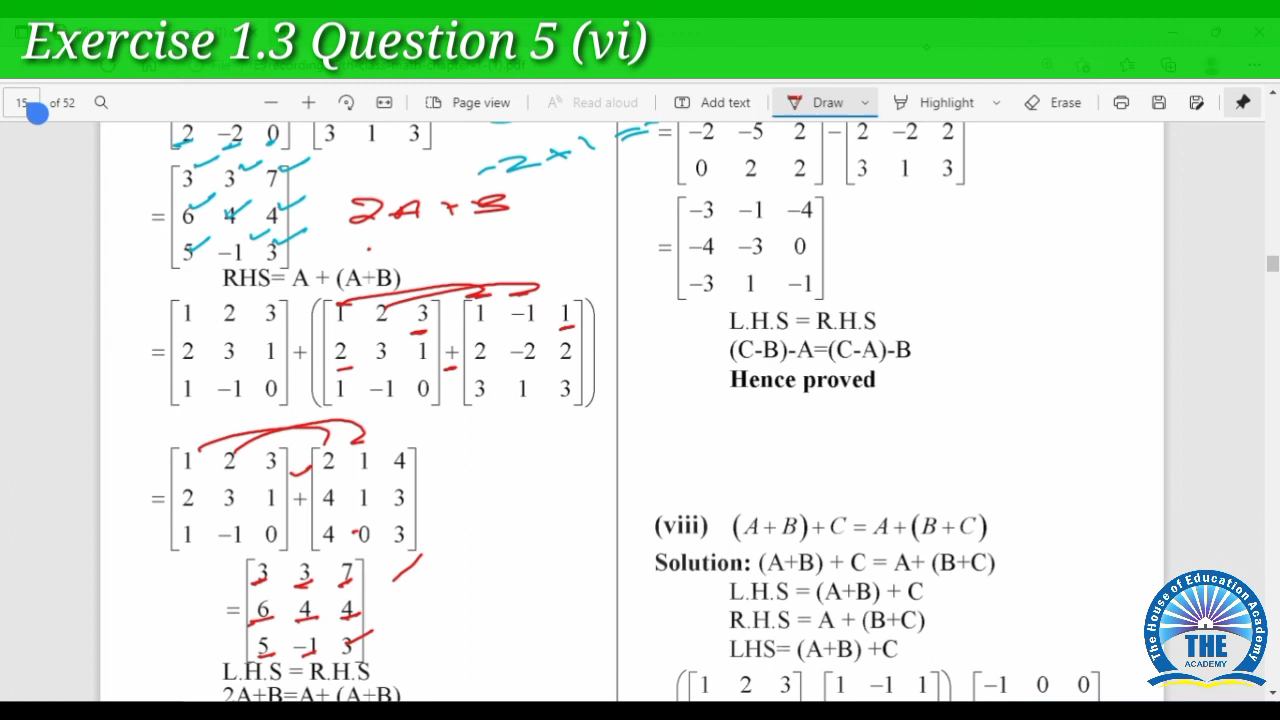 Exercise 1.3 Question 5 (vi)
15 of 52
Page view
Read aloud
Add text
Draw
Highlight
Erase
[2 −2 0] [3 1 3]
−2+1=
= [3 3 7
6 4 4
5 −1 3]
2A+B
RHS= A + (A+B)
= [1 2 3
2 3 1
1 −1 0] + ([1 2 3
2 3 1
1 −1 0] + [1 −1 1
2 −2 2
3 1 3])
= [1 2 3
2 3 1
1 −1 0] + [2 1 4
4 1 3
4 0 3]
= [3 3 7
6 4 4
5 −1 3]
L.H.S = R.H.S
2A+B=A+ (A+B)
= [−2 −5 2
0 2 2] − [2 −2 2
3 1 3]
= [−3 −1 −4
−4 −3 0
−3 1 −1]
L.H.S = R.H.S
(C-B)-A=(C-A)-B
Hence proved
(viii) (A+B)+C = A+(B+C)
Solution: (A+B) + C = A+ (B+C)
L.H.S = (A+B) + C
R.H.S = A + (B+C)
LHS= (A+B) +C
([1 2 3] [1 −1 1]) [−1 0 0]
The House of Education Academy
THE
ACADEMY